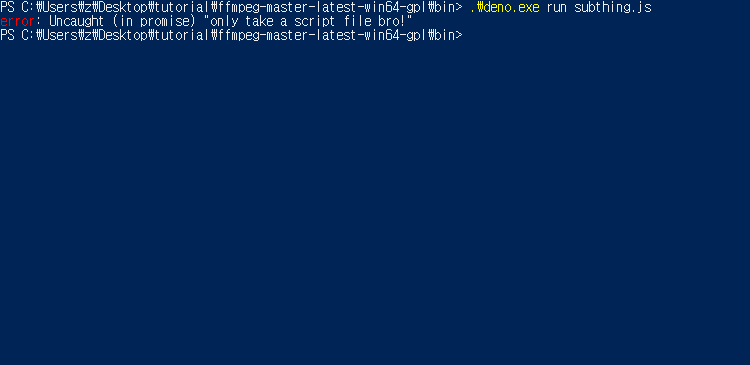 PS C:₩Users₩z₩Desktop₩tutorial₩ffmpeg-master-latest-win64-gpl₩bin> .₩deno.exe run subthing.js
error: Uncaught (in promise) "only take a script file bro!"
PS C:₩Users₩z₩Desktop₩tutorial₩ffmpeg-master-latest-win64-gpl₩bin>